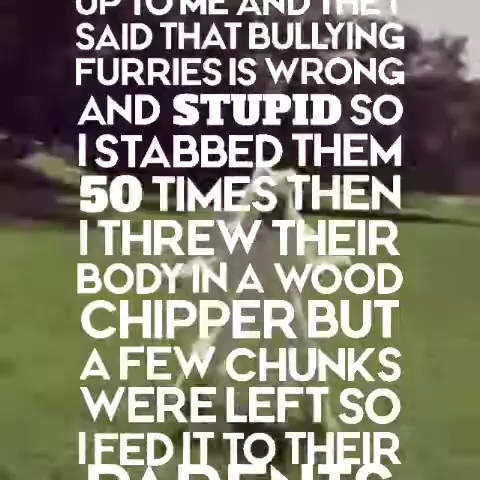 UP TO ME AND THEY
SAID THAT BULLYING
FURRIES IS WRONG
AND STUPID SO
I STABBED THEM
50 TIMES THEN
I THREW THEIR
BODY IN A WOOD
CHIPPER BUT
A FEW CHUNKS
WERE LEFT SO
I FED IT TO THEIR
PARENTS